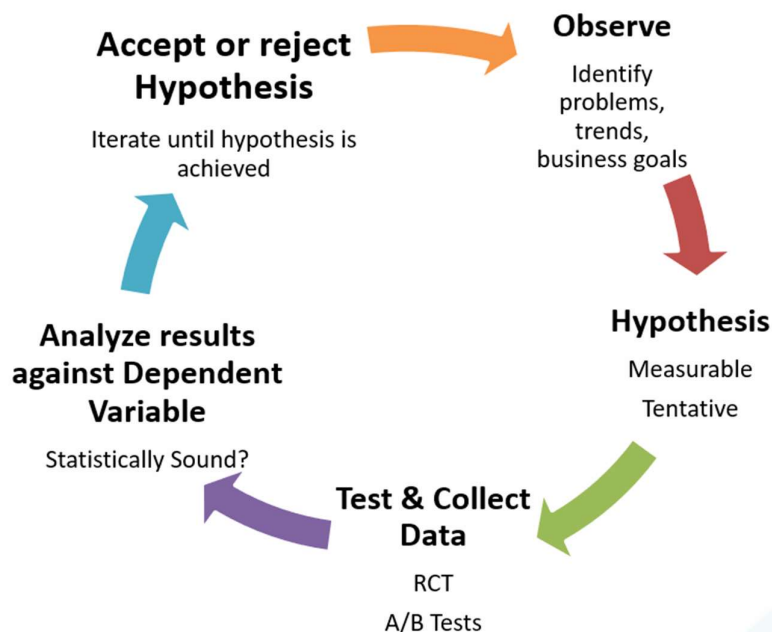 Observe
Identify
problems,
trends,
business goals
Hypothesis
Measurable
Tentative
Test & Collect
Data
RCT
A/B Tests
Analyze results
against Dependent
Variable
Statistically Sound?
Accept or reject
Hypothesis
Iterate until hypothesis is
achieved